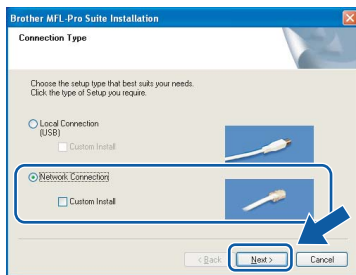 Brother MFL-Pro Suite Installation
Connection Type
Choose the setup type that best suits your needs.
Click the type of Setup you require.
Local Connection
(USB)
Custom Install
Network Connection
Custom Install
< Back
Next >
Cancel